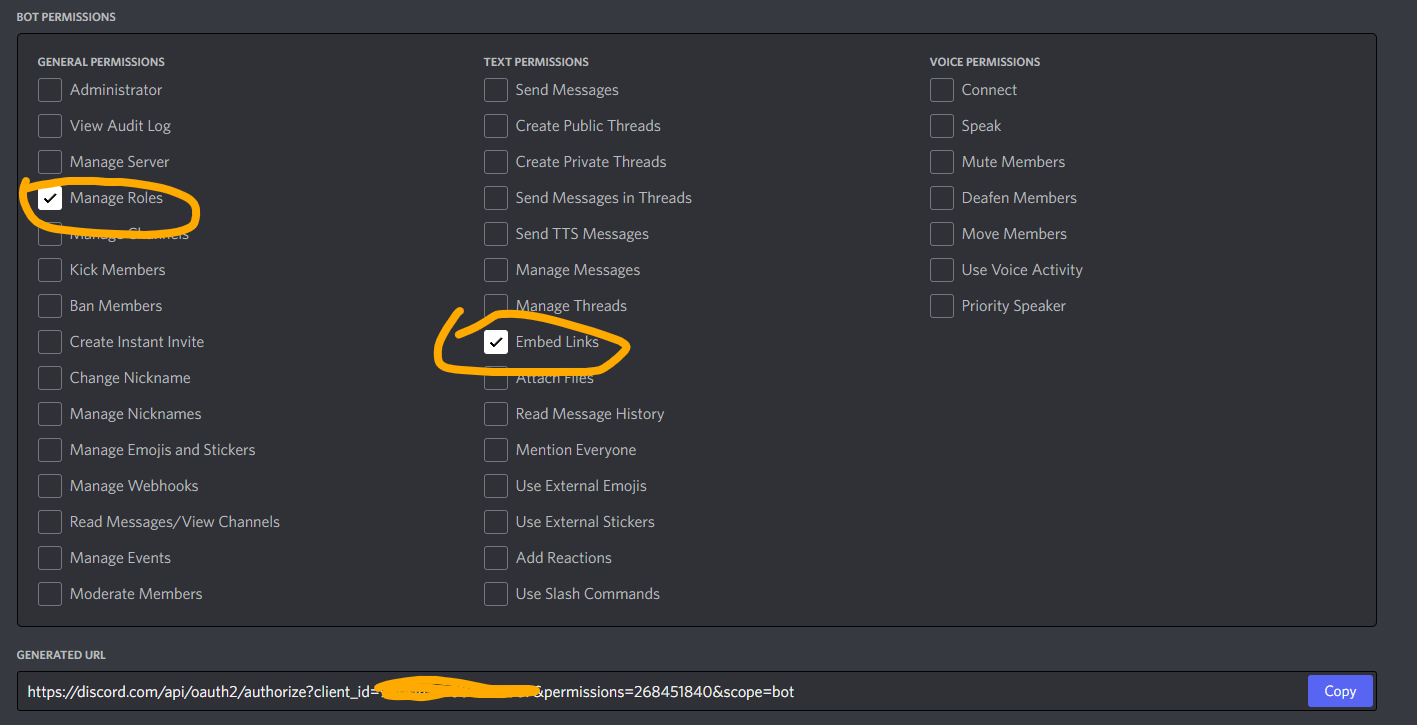 BOT PERMISSIONS
GENERAL PERMISSIONS
Administrator
View Audit Log
Manage Server
Manage Roles
Manage Channels
Kick Members
Ban Members
Create Instant Invite
Change Nickname
Manage Nicknames
Manage Emojis and Stickers
Manage Webhooks
Read Messages/View Channels
Manage Events
Moderate Members
TEXT PERMISSIONS
Send Messages
Create Public Threads
Create Private Threads
Send Messages in Threads
Send TTS Messages
Manage Messages
Manage Threads
Embed Links
Attach Files
Read Message History
Mention Everyone
Use External Emojis
Use External Stickers
Add Reactions
Use Slash Commands
VOICE PERMISSIONS
Connect
Speak
Mute Members
Deafen Members
Move Members
Use Voice Activity
Priority Speaker
GENERATED URL
https://discord.com/api/oauth2/authorize?client_id= &permissions=268451840&scope=bot
Copy